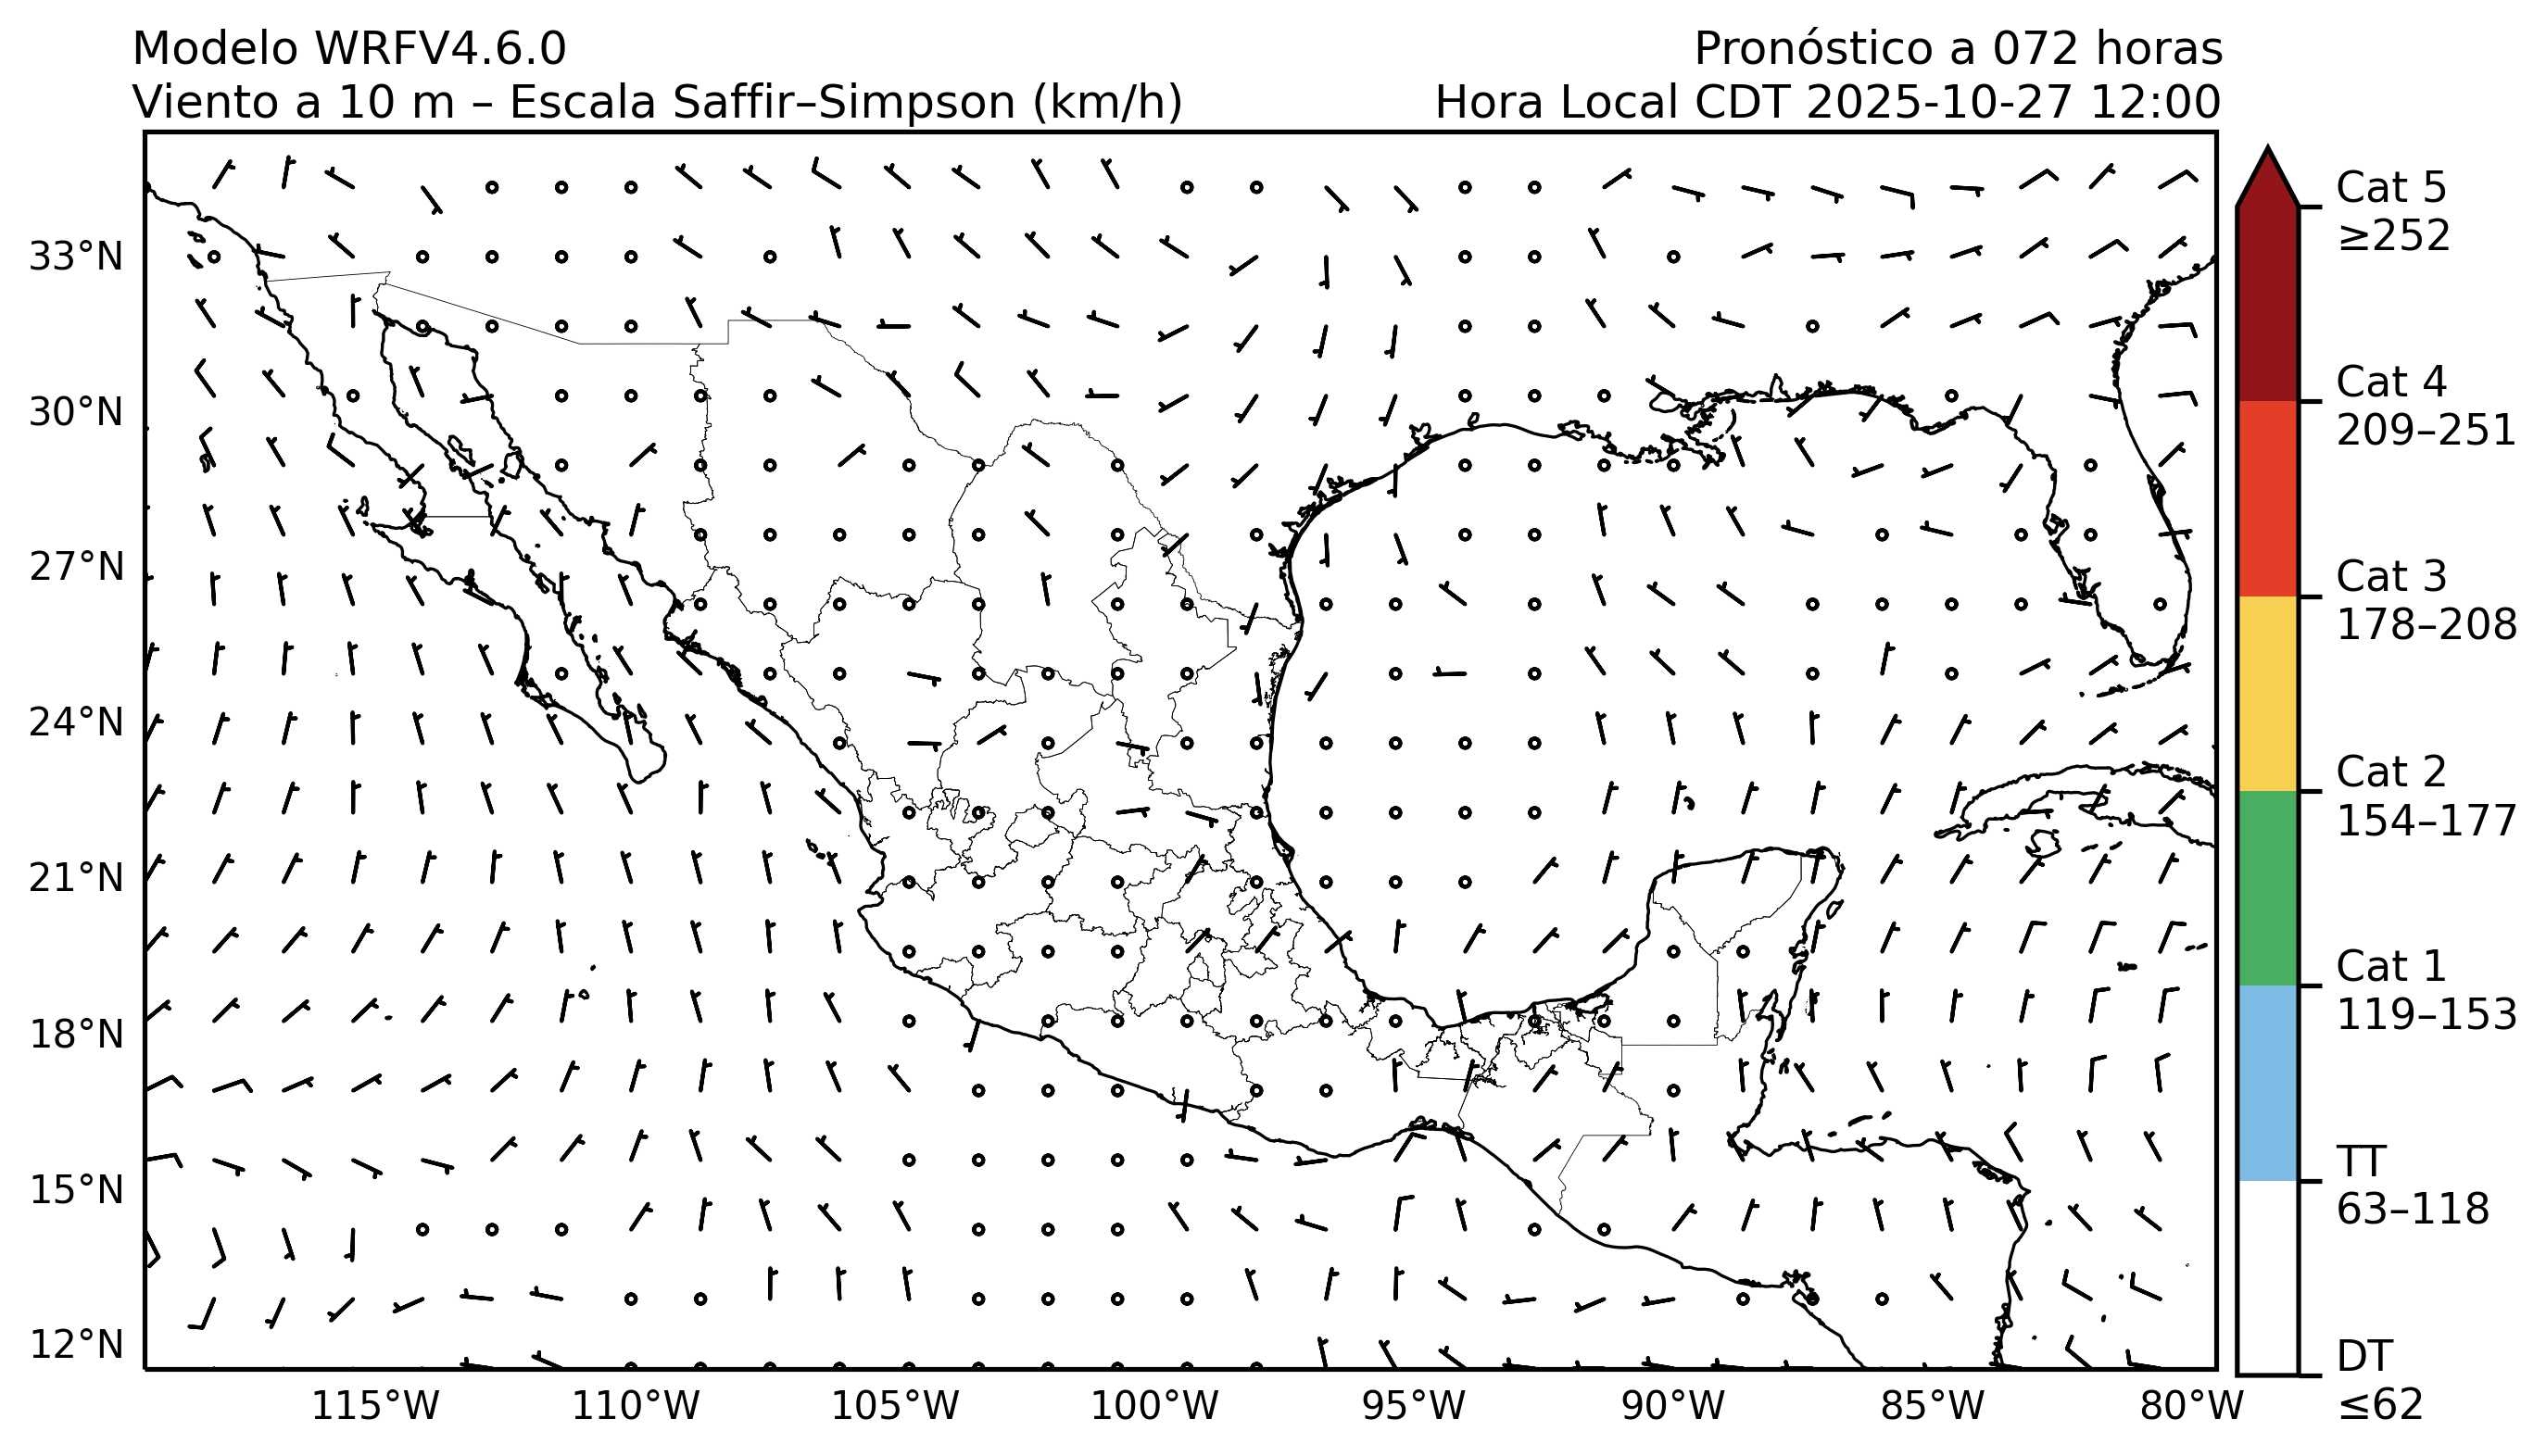 Modelo WRFV4.6.0
Pronóstico a 072 horas
Viento a 10 m – Escala Saffir–Simpson (km/h)
Hora Local CDT 2025-10-27 12:00
33°N
30°N
27°N
24°N
21°N
18°N
15°N
12°N
115°W
110°W
105°W
100°W
95°W
90°W
85°W
80°W
Cat 5
≥252
Cat 4
209–251
Cat 3
178–208
Cat 2
154–177
Cat 1
119–153
TT
63–118
DT
≤62